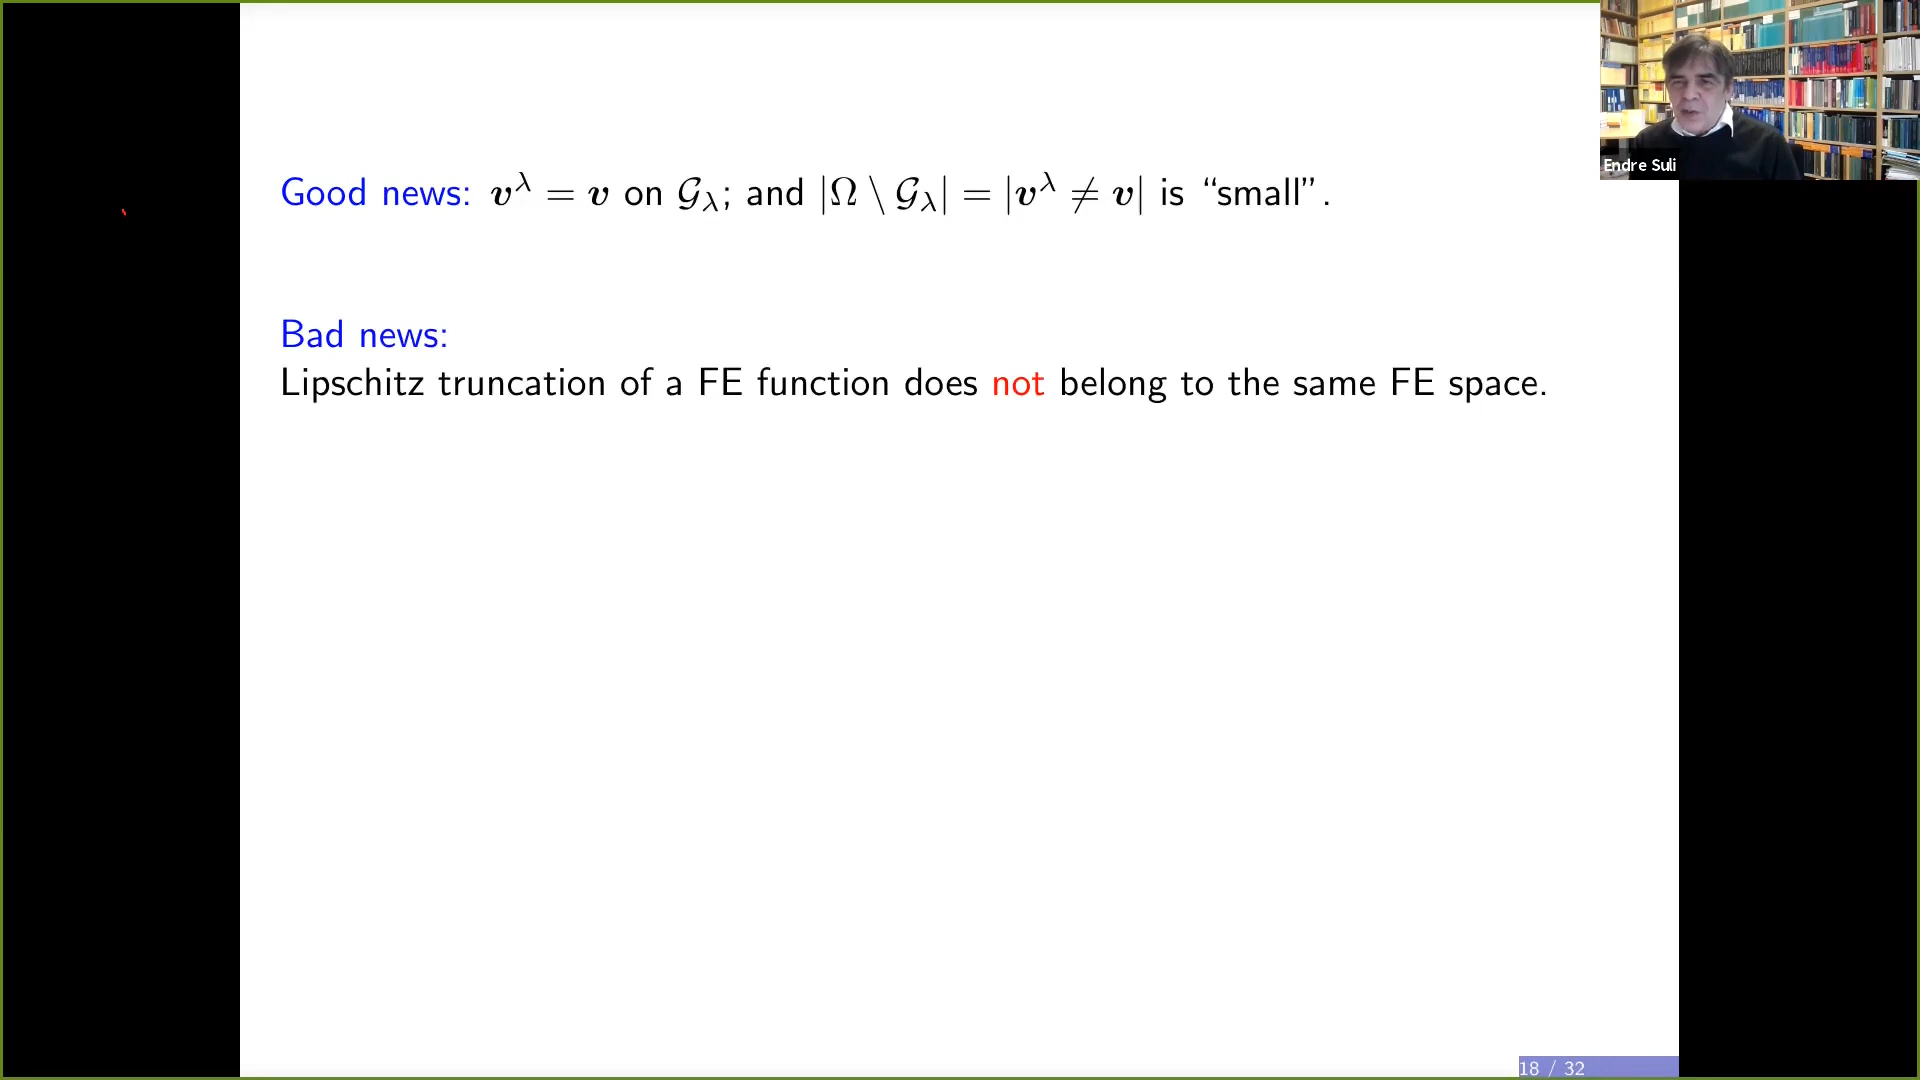 Endre Suli
Good news: 𝒗^λ = 𝒗 on 𝒢_λ; and |Ω \ 𝒢_λ| = |𝒗^λ ≠ 𝒗| is “small”.
Bad news:
Lipschitz truncation of a FE function does not belong to the same FE space.
18 / 32